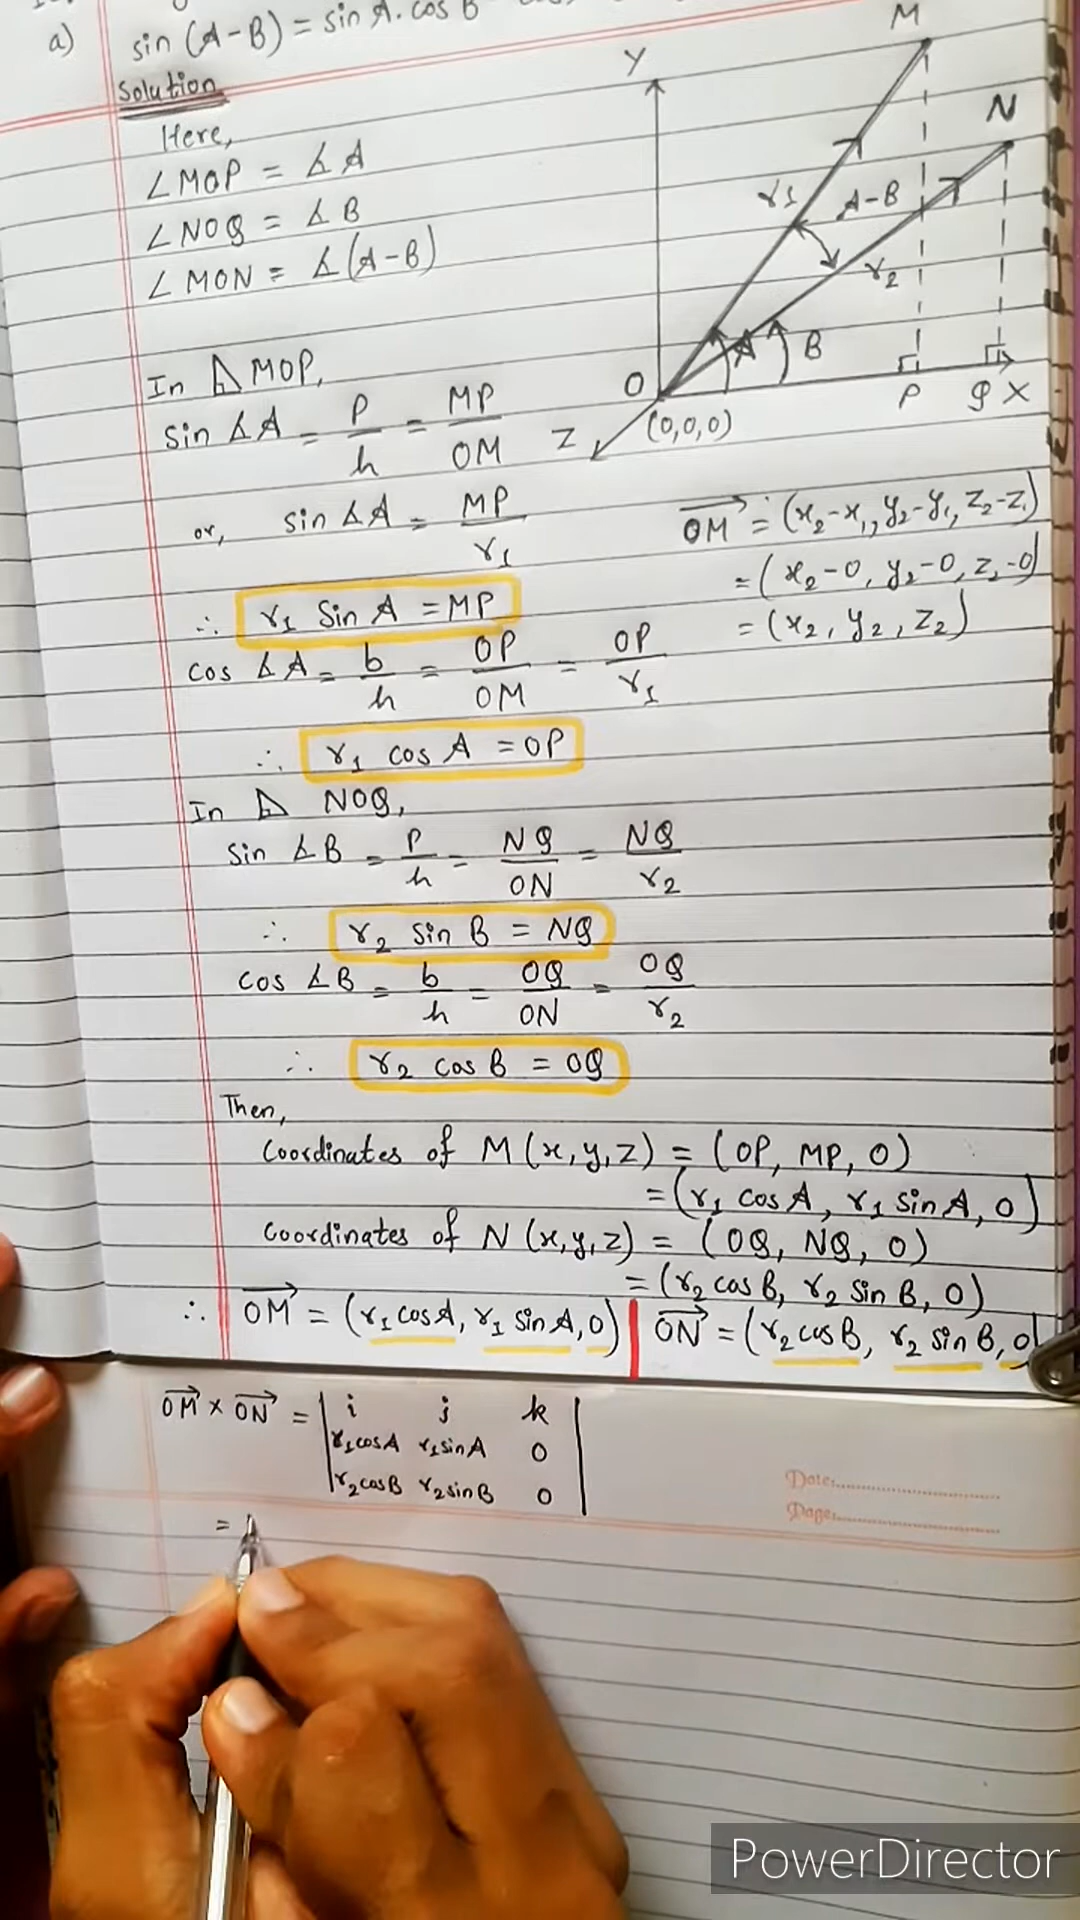 a) sin (A-B) = sin A. cos B
Solution
Here,
∠MOP = ∡A
∠NOQ = ∡B
∠MON = ∡(A-B)
Y
M
N
r1
A-B
r2
A
B
O
P
Q X
(0,0,0)
Z
In ⊿ MOP,
sin ∡A = p/h = MP/OM
or, sin ∡A = MP/r1
∴ r1 Sin A = MP
cos ∡A = b/h = OP/OM = OP/r1
∴ r1 cos A = OP
OM→ = (x2-x1, y2-y1, z2-z1)
= (x2-0, y2-0, z2-0)
= (x2, y2, z2)
In ⊿ NOQ,
sin ∡B = P/h = NQ/ON = NQ/r2
∴ r2 sin B = NQ
cos ∡B = b/h = OQ/ON = OQ/r2
∴ r2 cos B = OQ
Then,
Coordinates of M (x, y, z) = (OP, MP, 0)
= (r1 cosA, r1 sinA, 0)
Coordinates of N (x, y, z) = (OQ, NQ, 0)
= (r2 cos B, r2 sin B, 0)
∴ OM→ = (r1 cosA, r1 sinA, 0) | ON→ = (r2 cosB, r2 sin B, 0)
OM→ × ON→ = | i j k |
| r1cosA r1sinA 0 |
| r2cosB r2sinB 0 |
=
Date:
Page:
PowerDirector